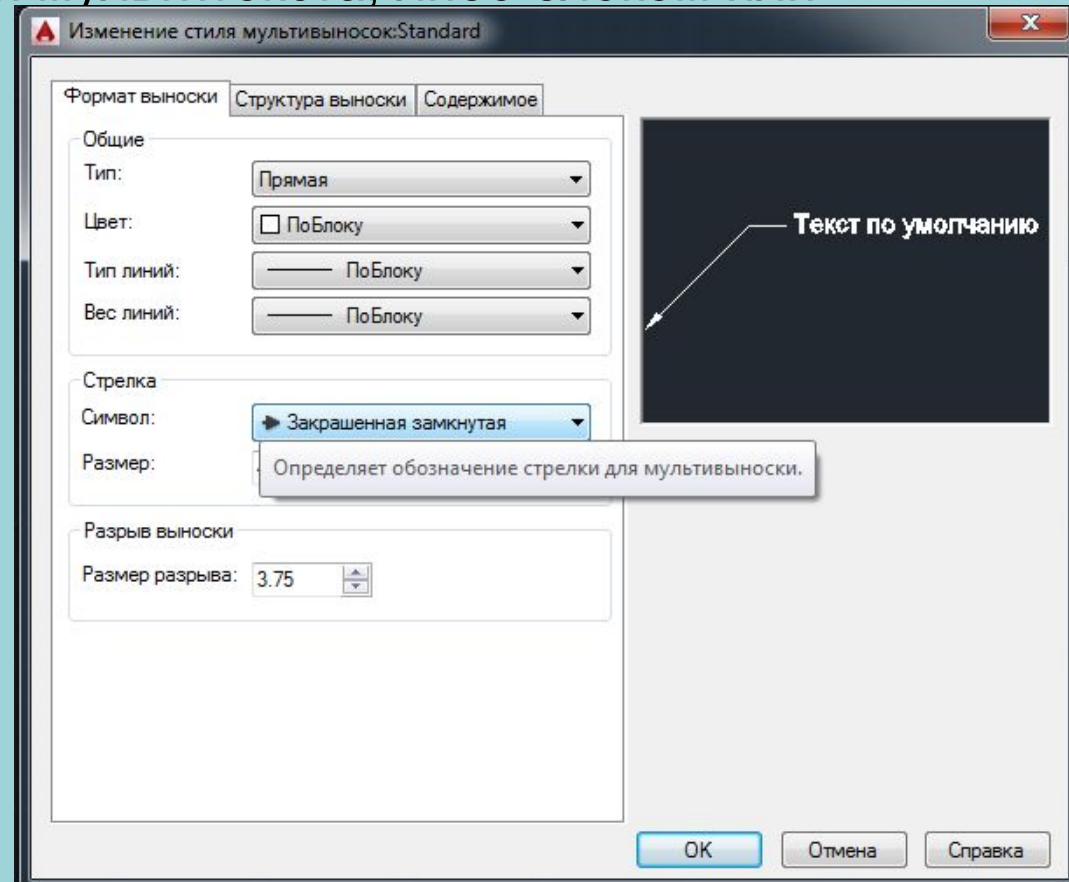 Изменение стиля мультивыносок:Standard
Формат выноски
Структура выноски
Содержимое
Общие
Тип:
Прямая
Цвет:
ПоБлоку
Тип линий:
ПоБлоку
Вес линий:
ПоБлоку
Стрелка
Символ:
Закрашенная замкнутая
Размер:
Определяет обозначение стрелки для мультивыноски.
Разрыв выноски
Размер разрыва:
3.75
Текст по умолчанию
OK
Отмена
Справка